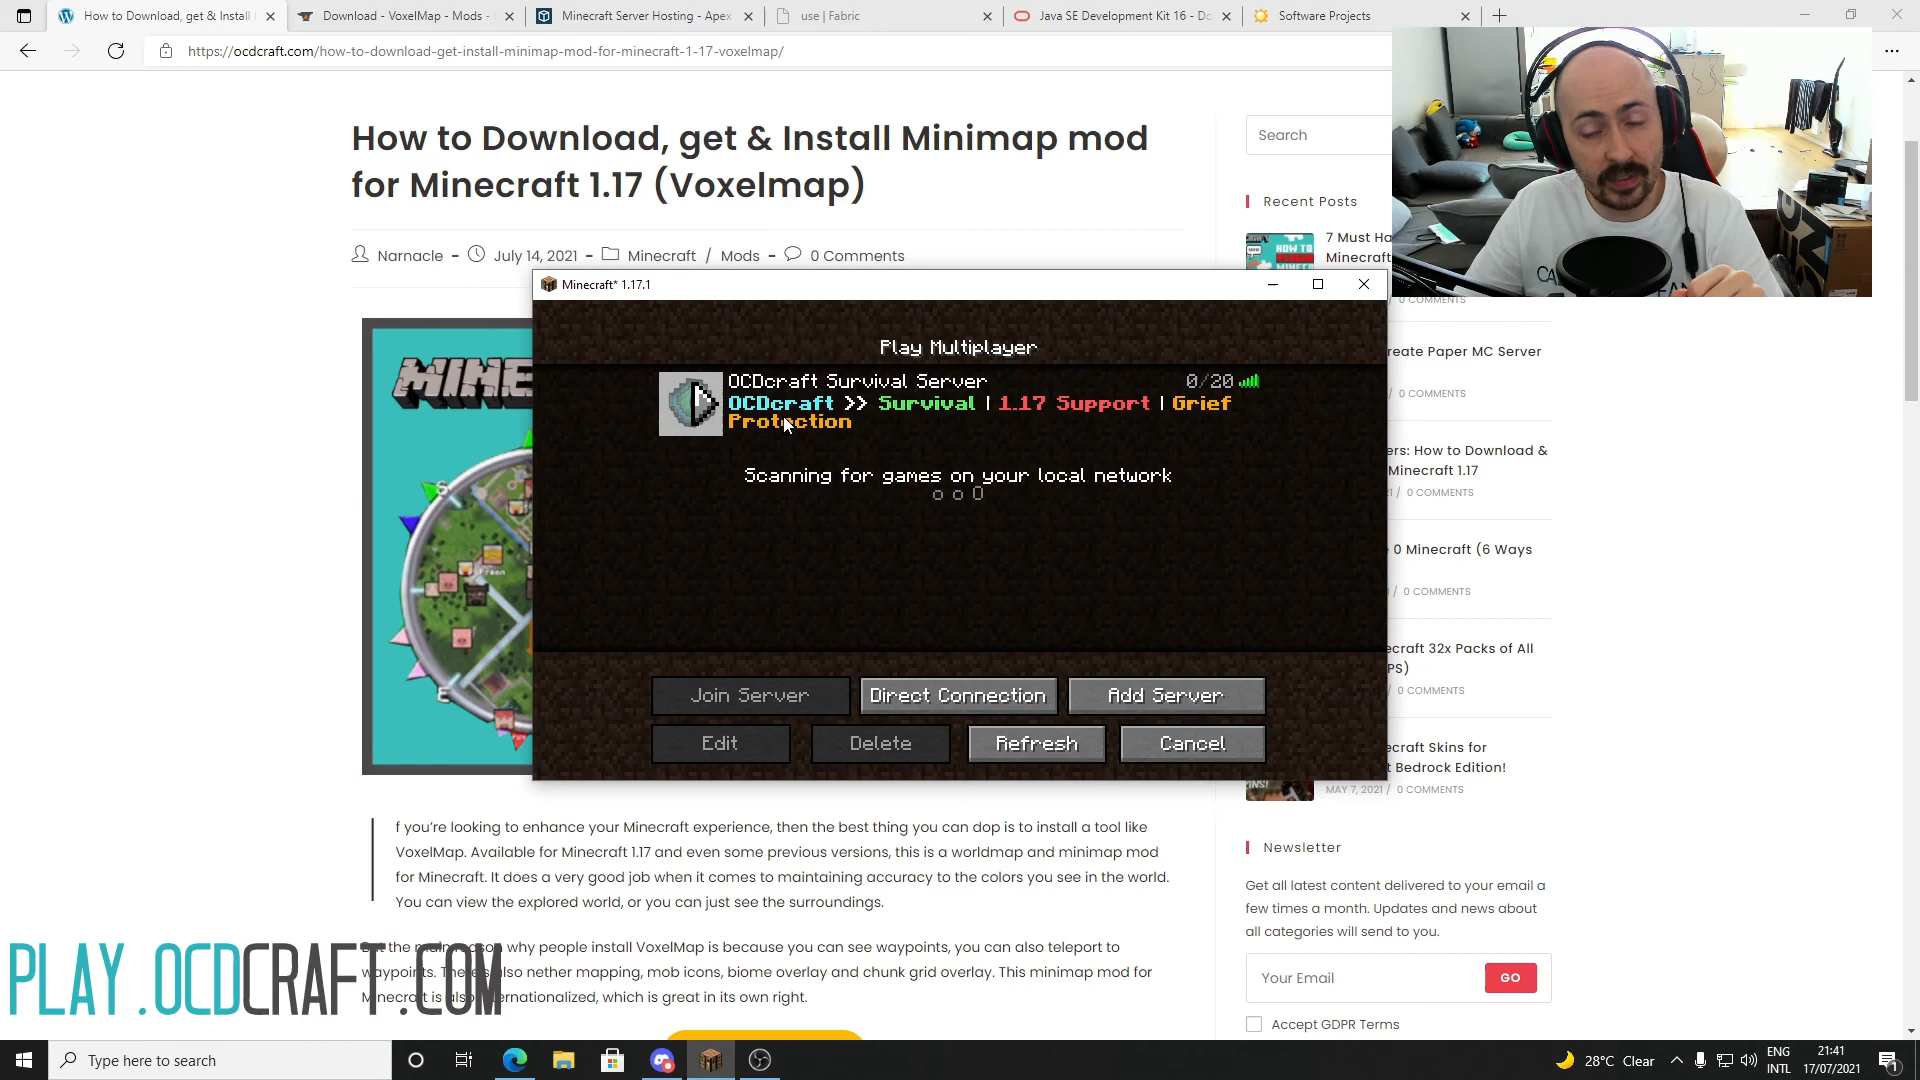 How to Download, get & Install
Download - VoxelMap - Mods -
Minecraft Server Hosting - Apex
use | Fabric
Java SE Development Kit 16 - Do
Software Projects
https://ocdcraft.com/how-to-download-get-install-minimap-mod-for-minecraft-1-17-voxelmap/
How to Download, get & Install Minimap mod
for Minecraft 1.17 (Voxelmap)
Narnacle - July 14, 2021 - Minecraft / Mods - 0 Comments
Search
Recent Posts
7 Must Ha
Minecraft
0 COMMENTS
reate Paper MC Server
0 COMMENTS
ers: How to Download &
Minecraft 1.17
/ 0 COMMENTS
0 Minecraft (6 Ways
/ 0 COMMENTS
ecraft 32x Packs of All
PS)
/ 0 COMMENTS
ecraft Skins for
t Bedrock Edition!
MAY 7, 2021 / 0 COMMENTS
Minecraft* 1.17.1
Play Multiplayer
OCDcraft Survival Server 0/20
OCDcraft >> Survival | 1.17 Support | Grief
Protection
Scanning for games on your local network
o o O
Join Server
Direct Connection
Add Server
Edit
Delete
Refresh
Cancel
MINE
S
E
f you're looking to enhance your Minecraft experience, then the best thing you can dop is to install a tool like
VoxelMap. Available for Minecraft 1.17 and even some previous versions, this is a worldmap and minimap mod
for Minecraft. It does a very good job when it comes to maintaining accuracy to the colors you see in the world.
You can view the explored world, or you can just see the surroundings.
the why people install VoxelMap is because you can see waypoints, you can also teleport to
waypoints. also nether mapping, mob icons, biome overlay and chunk grid overlay. This minimap mod for
Minecraft is which is great in its own right.
PLAY.OCDCRAFT.COM
Newsletter
Get all latest content delivered to your email a
few times a month. Updates and news about
all categories will send to you.
Your Email
GO
Accept GDPR Terms
Type here to search
28°C Clear
ENG
INTL
21:41
17/07/2021
1